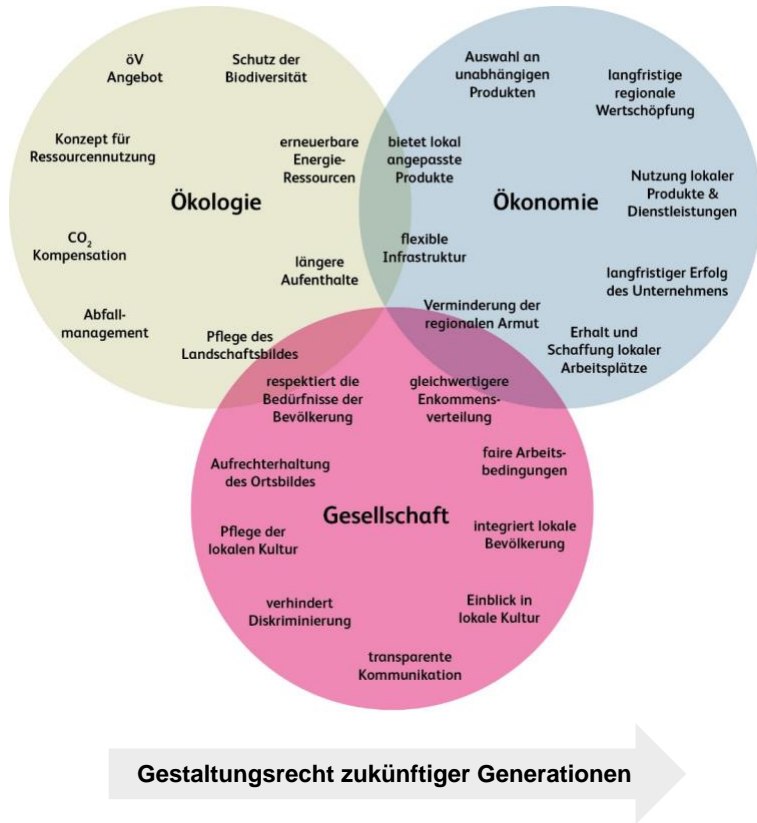 öV
Angebot
Schutz der
Biodiversität
Konzept für
Ressourcennutzung
erneuerbare
Energie-
Ressourcen
Ökologie
CO₂
Kompensation
längere
Aufenthalte
Abfall-
management
Pflege des
Landschaftsbildes
Auswahl an
unabhängigen
Produkten
langfristige
regionale
Wertschöpfung
bietet lokal
angepasste
Produkte
Nutzung lokaler
Produkte &
Dienstleistungen
Ökonomie
flexible
Infrastruktur
langfristiger Erfolg
des Unternehmens
Verminderung der
regionalen Armut
Erhalt und
Schaffung lokaler
Arbeitsplätze
respektiert die
Bedürfnisse der
Bevölkerung
gleichwertigere
Enkommens-
verteilung
Aufrechterhaltung
des Ortsbildes
faire Arbeits-
bedingungen
Gesellschaft
Pflege der
lokalen Kultur
integriert lokale
Bevölkerung
verhindert
Diskriminierung
Einblick in
lokale Kultur
transparente
Kommunikation
Gestaltungsrecht zukünftiger Generationen